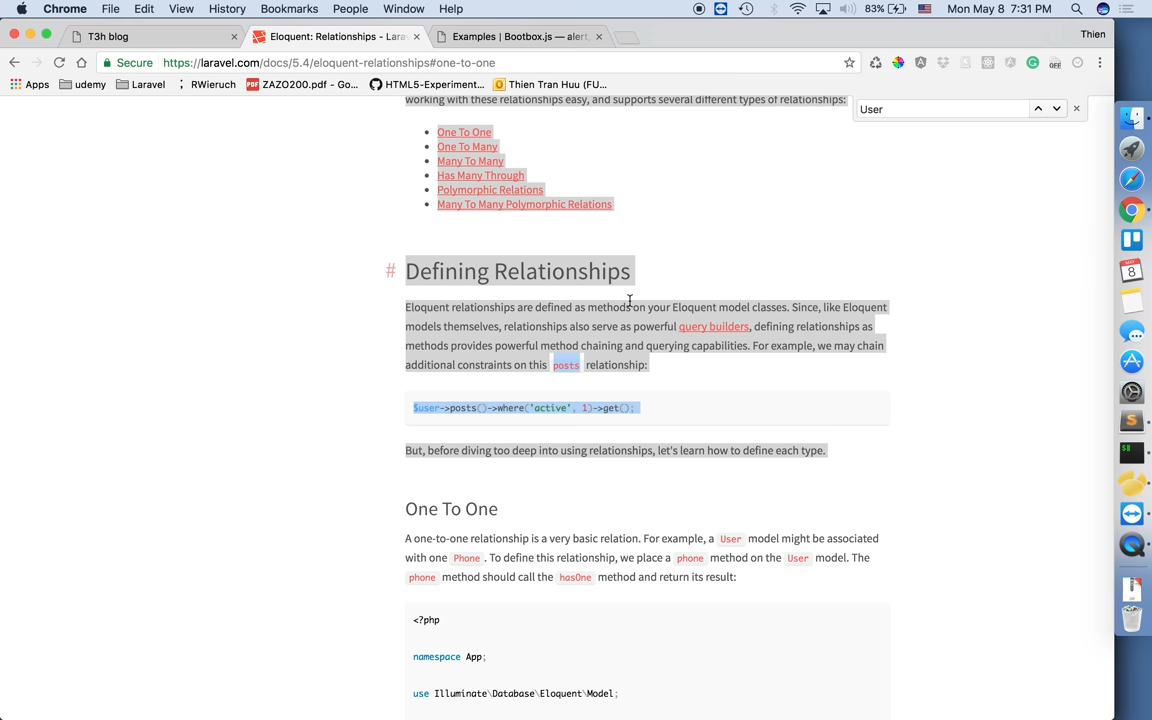 Chrome File Edit View History Bookmarks People Window Help 83% Mon May 8 7:31 PM
T3h blog
Eloquent: Relationships - Lara
Examples | Bootbox.js — alert,
Thien
Secure https://laravel.com/docs/5.4/eloquent-relationships#one-to-one
OFF
Apps udemy Laravel RWieruch PDF ZAZO200.pdf - Go... HTML5-Experiment... Thien Tran Huu (FU...
User
working with these relationships easy, and supports several different types of relationships:
One To One
One To Many
Many To Many
Has Many Through
Polymorphic Relations
Many To Many Polymorphic Relations
# Defining Relationships
Eloquent relationships are defined as methods on your Eloquent model classes. Since, like Eloquent
models themselves, relationships also serve as powerful query builders, defining relationships as
methods provides powerful method chaining and querying capabilities. For example, we may chain
additional constraints on this posts relationship:
$user->posts()->where('active', 1)->get();
But, before diving too deep into using relationships, let's learn how to define each type.
One To One
A one-to-one relationship is a very basic relation. For example, a User model might be associated
with one Phone . To define this relationship, we place a phone method on the User model. The
phone method should call the hasOne method and return its result:
<?php
namespace App;
use Illuminate\Database\Eloquent\Model;
8